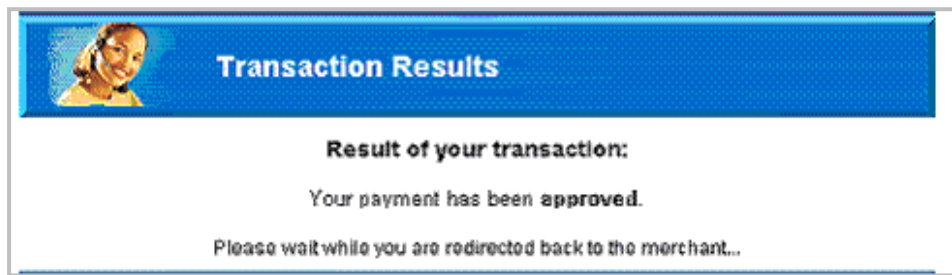 Transaction Results
Result of your transaction:
Your payment has been approved.
Please wait while you are redirected back to the merchant...